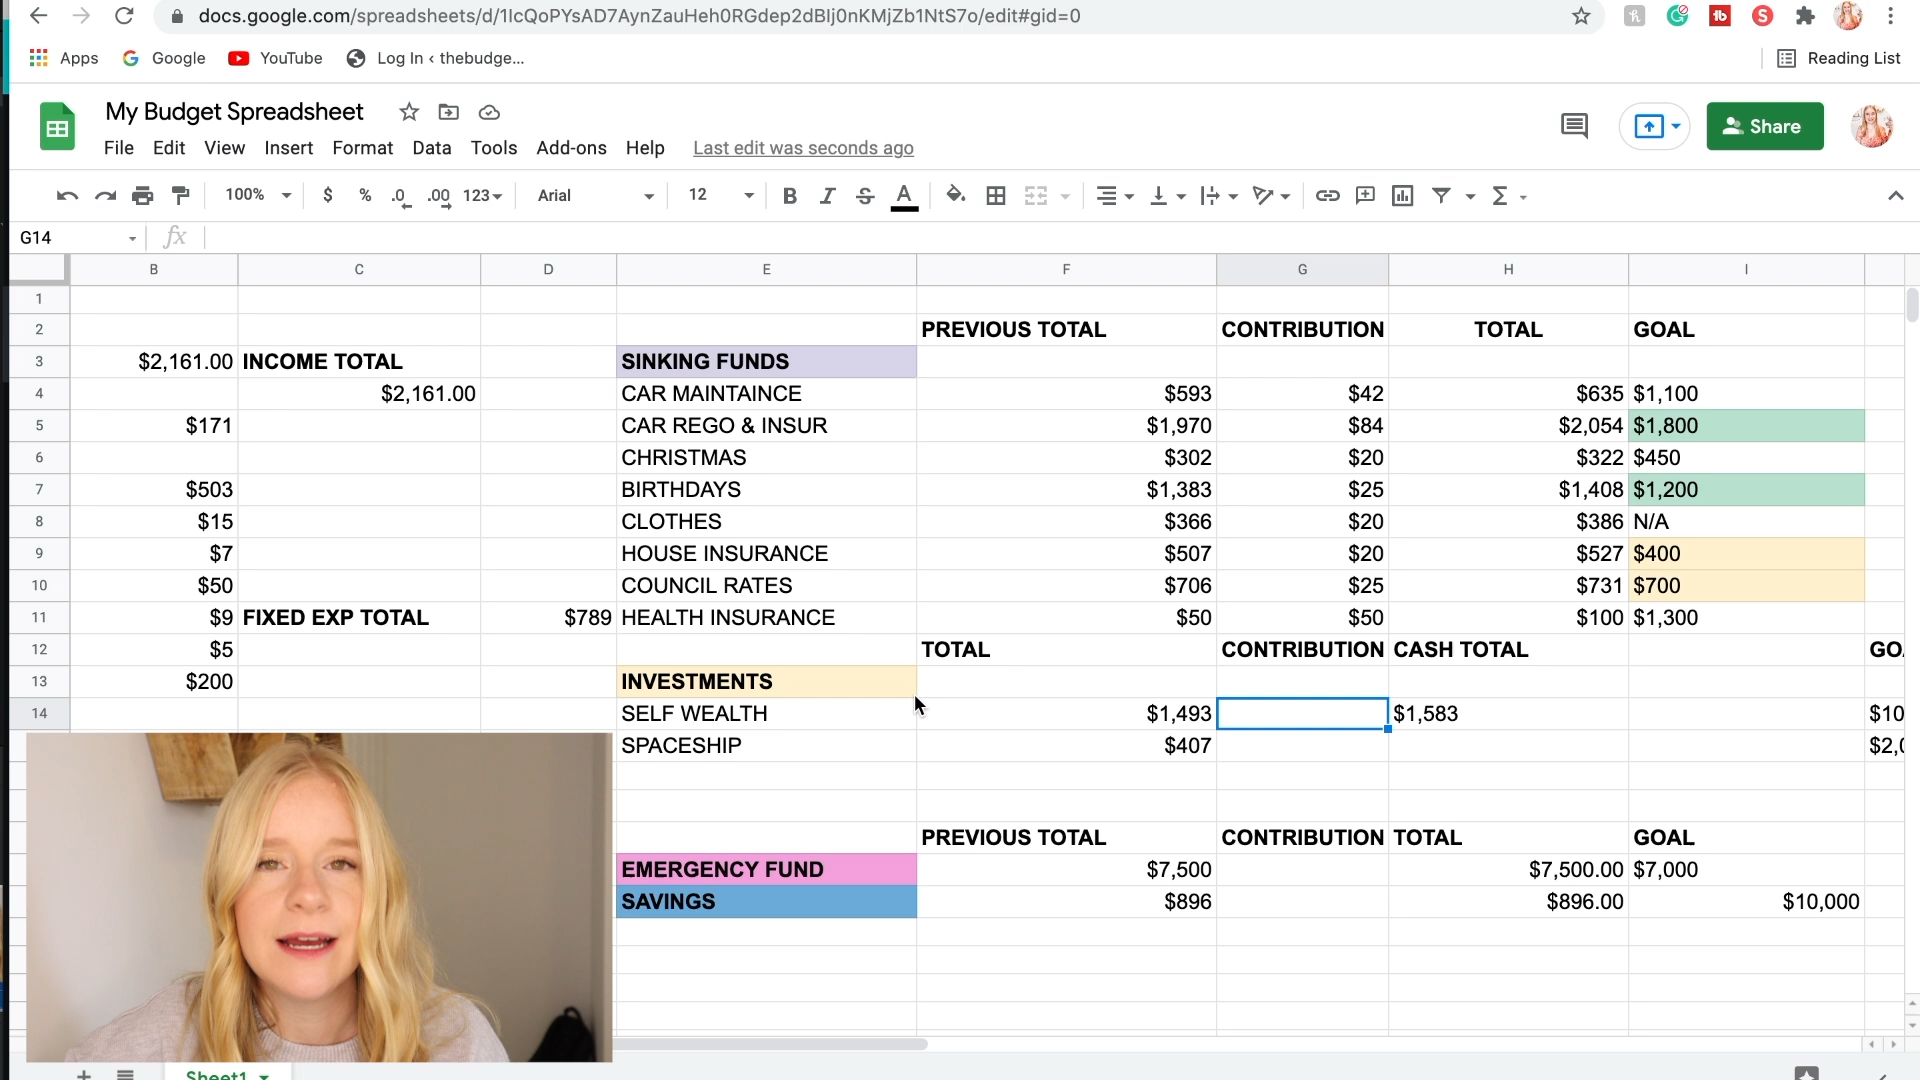 docs.google.com/spreadsheets/d/1IcQoPYsAD7AynZauHeh0RGdep2dBIj0nKMjZb1NtS7o/edit#gid=0
Apps Google YouTube Log In ‹ thebudge... Reading List
My Budget Spreadsheet
File Edit View Insert Format Data Tools Add-ons Help Last edit was seconds ago
Share
100% $ % .0 .00 123 Arial 12 B I S A
G14 fx
B C D E F G H I
1
2 PREVIOUS TOTAL CONTRIBUTION TOTAL GOAL
3 $2,161.00 INCOME TOTAL SINKING FUNDS
4 $2,161.00 CAR MAINTAINCE $593 $42 $635 $1,100
5 $171 CAR REGO & INSUR $1,970 $84 $2,054 $1,800
6 CHRISTMAS $302 $20 $322 $450
7 $503 BIRTHDAYS $1,383 $25 $1,408 $1,200
8 $15 CLOTHES $366 $20 $386 N/A
9 $7 HOUSE INSURANCE $507 $20 $527 $400
10 $50 COUNCIL RATES $706 $25 $731 $700
11 $9 FIXED EXP TOTAL $789 HEALTH INSURANCE $50 $50 $100 $1,300
12 $5 TOTAL CONTRIBUTION CASH TOTAL GO
13 $200 INVESTMENTS
14 SELF WEALTH $1,493 $1,583 $10
SPACESHIP $407 $2,0
PREVIOUS TOTAL CONTRIBUTION TOTAL GOAL
EMERGENCY FUND $7,500 $7,500.00 $7,000
SAVINGS $896 $896.00 $10,000
Sheet1